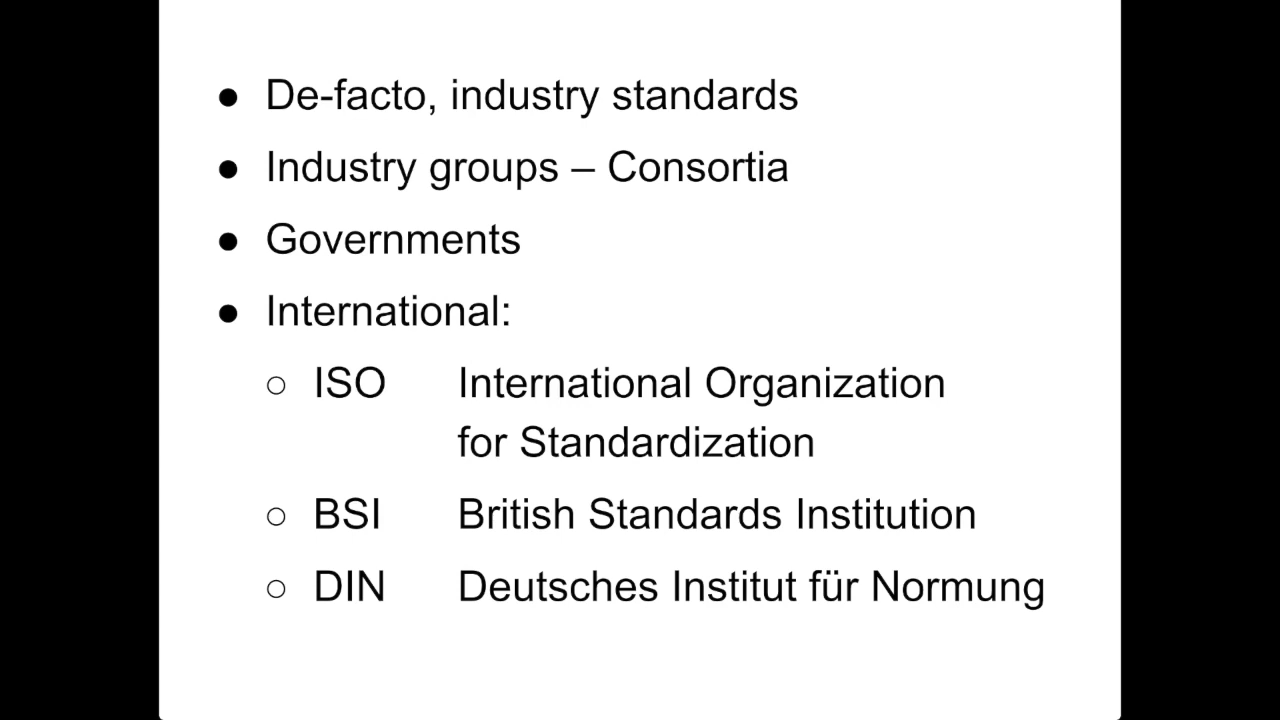 ● De-facto, industry standards
● Industry groups – Consortia
● Governments
● International:
○ ISO International Organization
for Standardization
○ BSI British Standards Institution
○ DIN Deutsches Institut für Normung